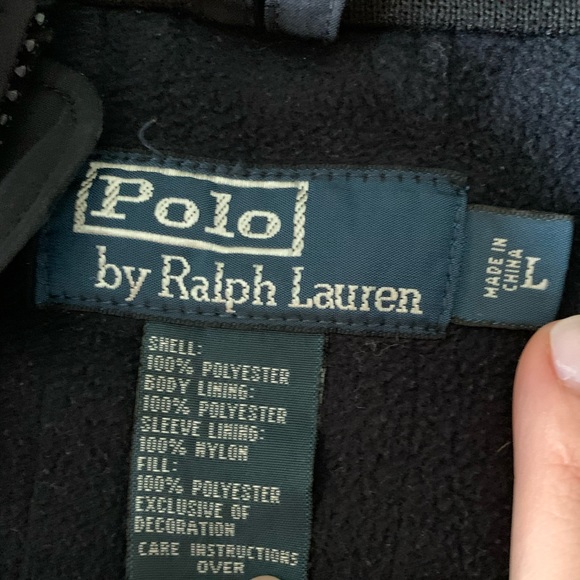 Polo
by Ralph Lauren
MADE IN
CHINA
L
SHELL:
100% POLYESTER
BODY LINING:
100% POLYESTER
SLEEVE LINING:
100% NYLON
FILL:
100% POLYESTER
EXCLUSIVE OF
DECORATION
CARE INSTRUCTIONS
OVER